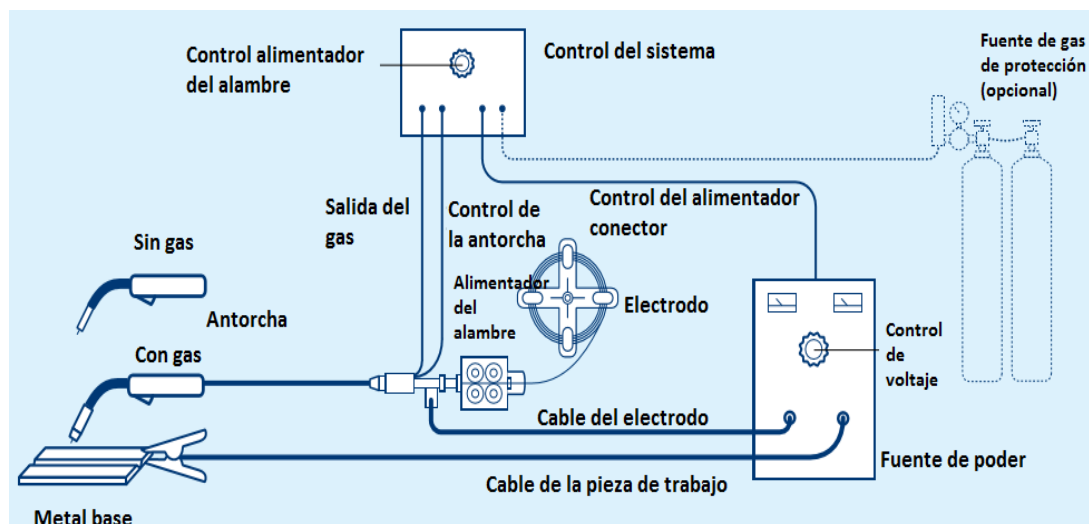 Control alimentador
del alambre
Control del sistema
Fuente de gas
de protección
(opcional)
Salida del
gas
Control de
la antorcha
Control del alimentador
conector
Sin gas
Antorcha
Alimentador
del
alambre
Electrodo
Control
de
voltaje
Con gas
Cable del electrodo
Fuente de poder
Cable de la pieza de trabajo
Metal base